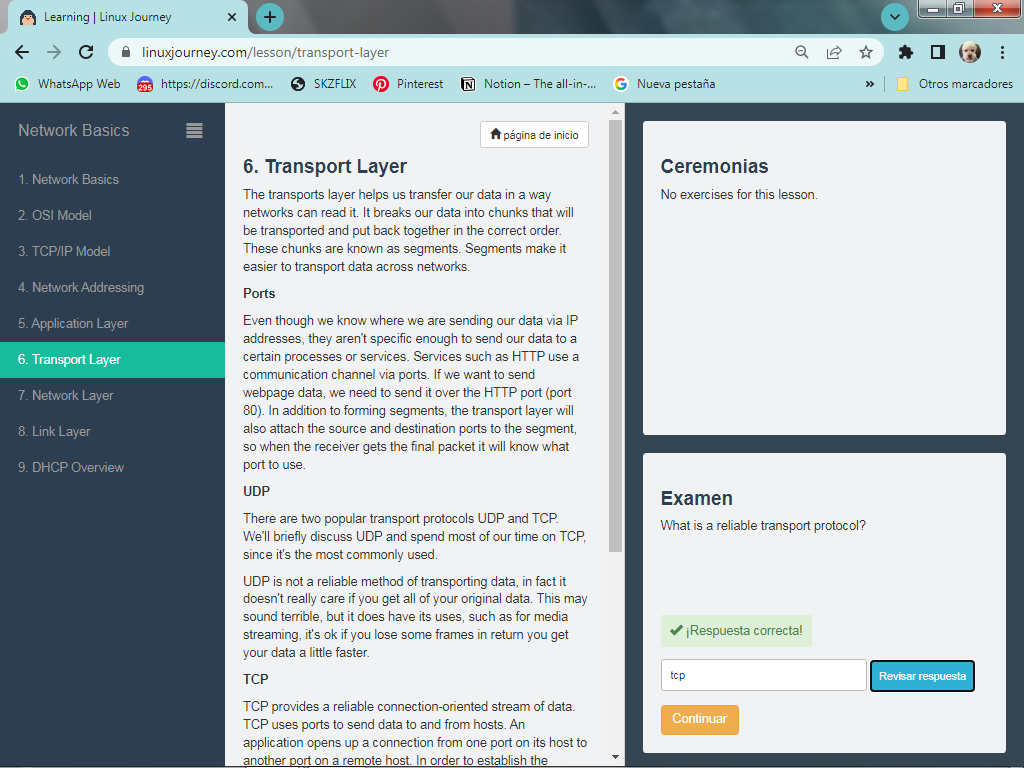 Learning | Linux Journey
linuxjourney.com/lesson/transport-layer
WhatsApp Web
295
https://discord.com...
SKZFLIX
Pinterest
Notion – The all-in-...
Nueva pestaña
»
Otros marcadores
Network Basics
1. Network Basics
2. OSI Model
3. TCP/IP Model
4. Network Addressing
5. Application Layer
6. Transport Layer
7. Network Layer
8. Link Layer
9. DHCP Overview
página de inicio
6. Transport Layer
The transports layer helps us transfer our data in a way
networks can read it. It breaks our data into chunks that will
be transported and put back together in the correct order.
These chunks are known as segments. Segments make it
easier to transport data across networks.
Ports
Even though we know where we are sending our data via IP
addresses, they aren't specific enough to send our data to a
certain processes or services. Services such as HTTP use a
communication channel via ports. If we want to send
webpage data, we need to send it over the HTTP port (port
80). In addition to forming segments, the transport layer will
also attach the source and destination ports to the segment,
so when the receiver gets the final packet it will know what
port to use.
UDP
There are two popular transport protocols UDP and TCP.
We'll briefly discuss UDP and spend most of our time on TCP,
since it's the most commonly used.
UDP is not a reliable method of transporting data, in fact it
doesn't really care if you get all of your original data. This may
sound terrible, but it does have its uses, such as for media
streaming, it's ok if you lose some frames in return you get
your data a little faster.
TCP
TCP provides a reliable connection-oriented stream of data.
TCP uses ports to send data to and from hosts. An
application opens up a connection from one port on its host to
another port on a remote host. In order to establish the
Ceremonias
No exercises for this lesson.
Examen
What is a reliable transport protocol?
¡Respuesta correcta!
tcp
Revisar respuesta
Continuar